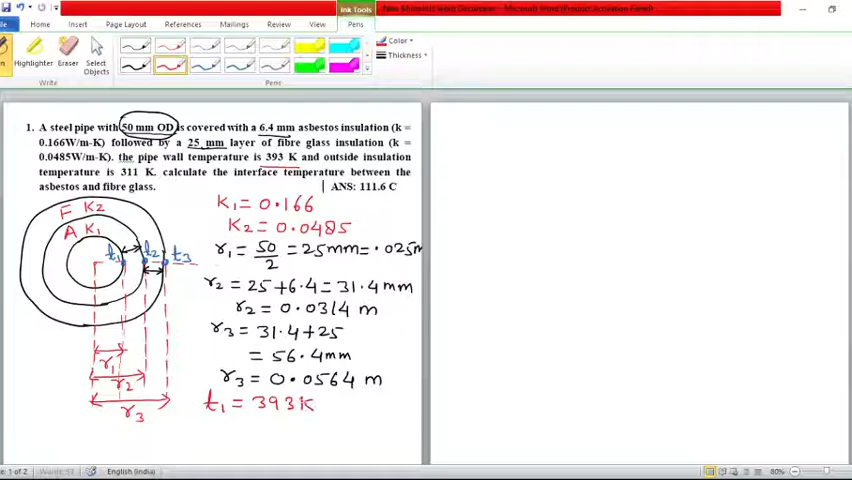 Ink Tools
File
Home
Insert
Page Layout
References
Mailings
Review
View
Pens
Highlighter
Eraser
Select
Objects
Color
Thickness
Write
Pens
1. A steel pipe with 50 mm OD is covered with a 6.4 mm asbestos insulation (k =
0.166W/m-K) followed by a 25 mm layer of fibre glass insulation (k =
0.0485W/m-K). the pipe wall temperature is 393 K and outside insulation
temperature is 311 K. calculate the interface temperature between the
asbestos and fibre glass. ANS: 111.6 C
F K2
A K1
t1 t2 t3
r1
r2
r3
K1 = 0.166
K2 = 0.0485
r1 = 50/2 = 25mm = .025m
r2 = 25 + 6.4 = 31.4 mm
r2 = 0.0314 m
r3 = 31.4 + 25
= 56.4mm
r3 = 0.0564 m
t1 = 393K
1 of 2
English (India)
80%